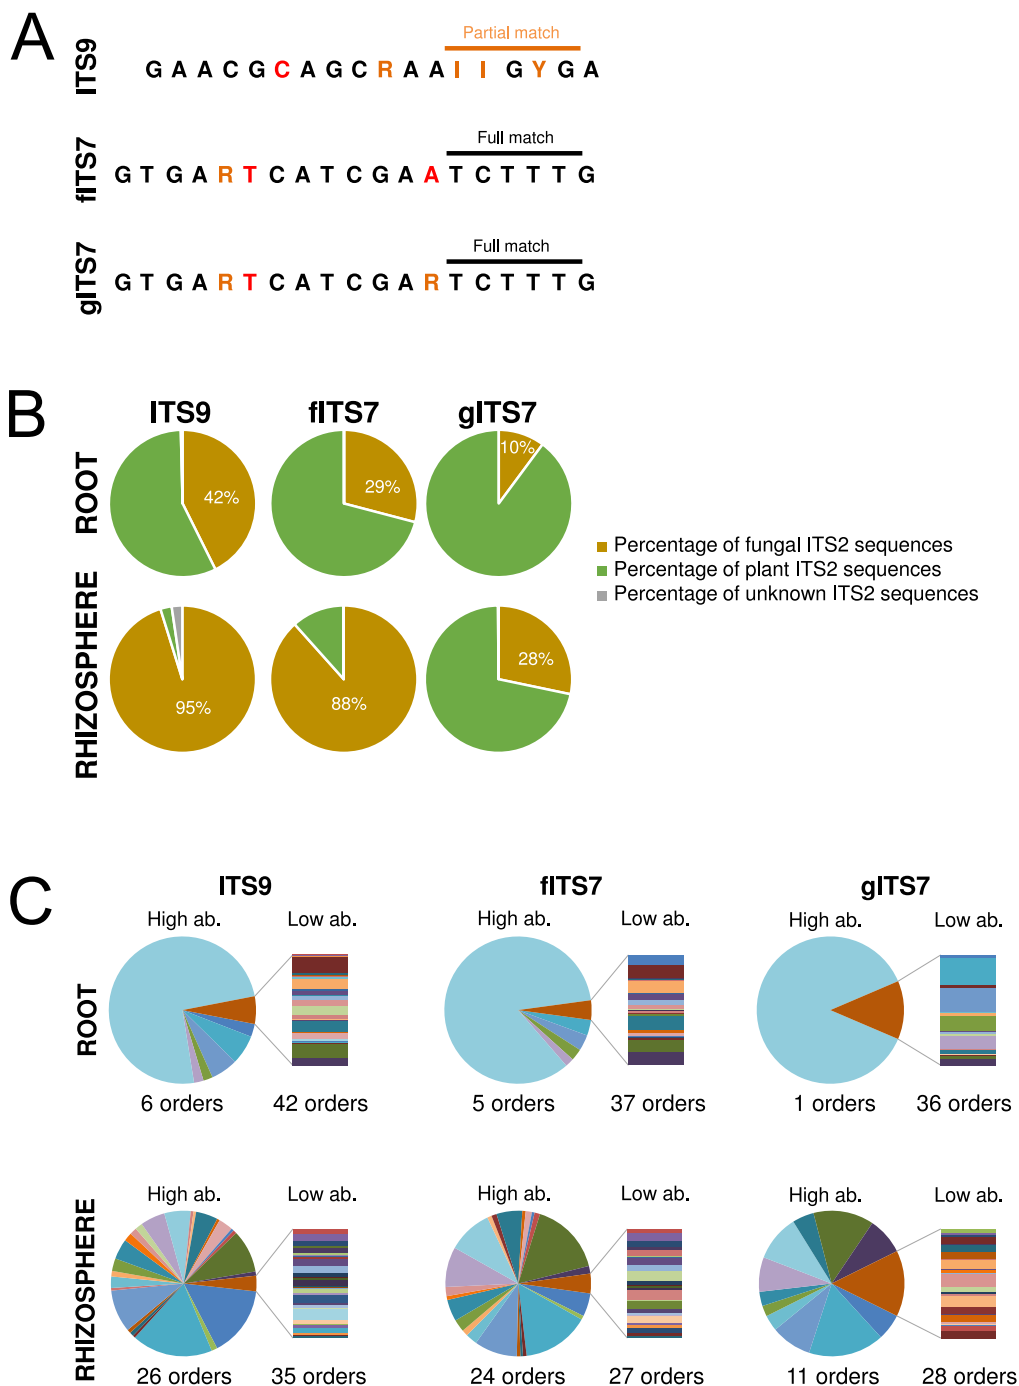 A
ITS9
Partial match
G A A C G C A G C R A A I I G Y G A
fITS7
Full match
G T G A R T C A T C G A A T C T T T G
gITS7
Full match
G T G A R T C A T C G A R T C T T T G
B
ITS9 fITS7 gITS7
ROOT
42% 29% 10%
Percentage of fungal ITS2 sequences
Percentage of plant ITS2 sequences
Percentage of unknown ITS2 sequences
RHIZOSPHERE
95% 88% 28%
C
ITS9 fITS7 gITS7
High ab. Low ab. High ab. Low ab. High ab. Low ab.
ROOT
6 orders 42 orders 5 orders 37 orders 1 orders 36 orders
High ab. Low ab. High ab. Low ab. High ab. Low ab.
RHIZOSPHERE
26 orders 35 orders 24 orders 27 orders 11 orders 28 orders